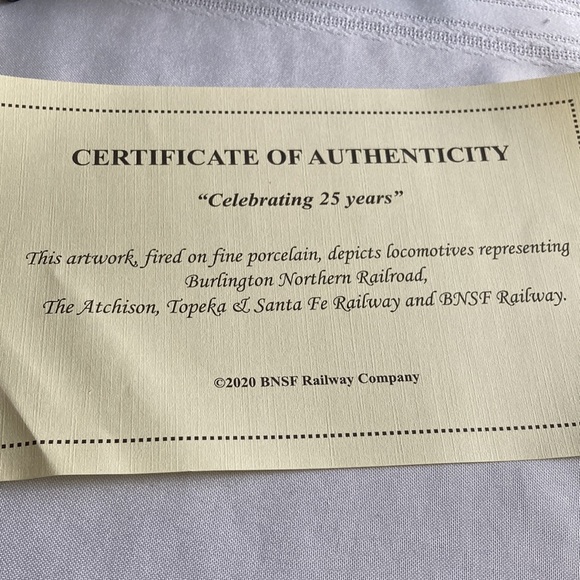 CERTIFICATE OF AUTHENTICITY
“Celebrating 25 years”
This artwork, fired on fine porcelain, depicts locomotives representing
Burlington Northern Railroad,
The Atchison, Topeka & Santa Fe Railway and BNSF Railway.
©2020 BNSF Railway Company